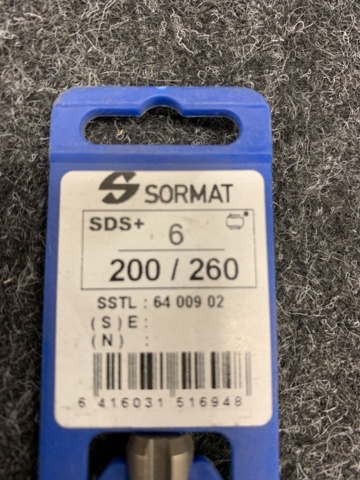 SORMAT
SDS+ 6
200 / 260
SSTL : 64 009 02
( S ) E :
( N ) :
6 416031 516948